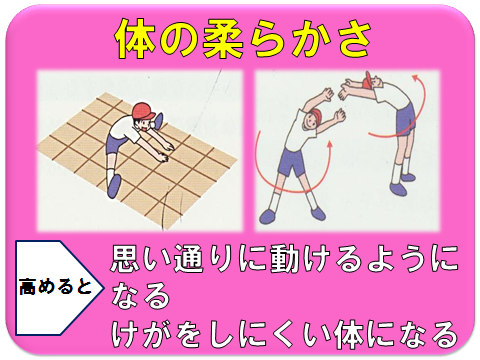 体の柔らかさ
高めると
思い通りに動けるように
なる
けがをしにくい体になる